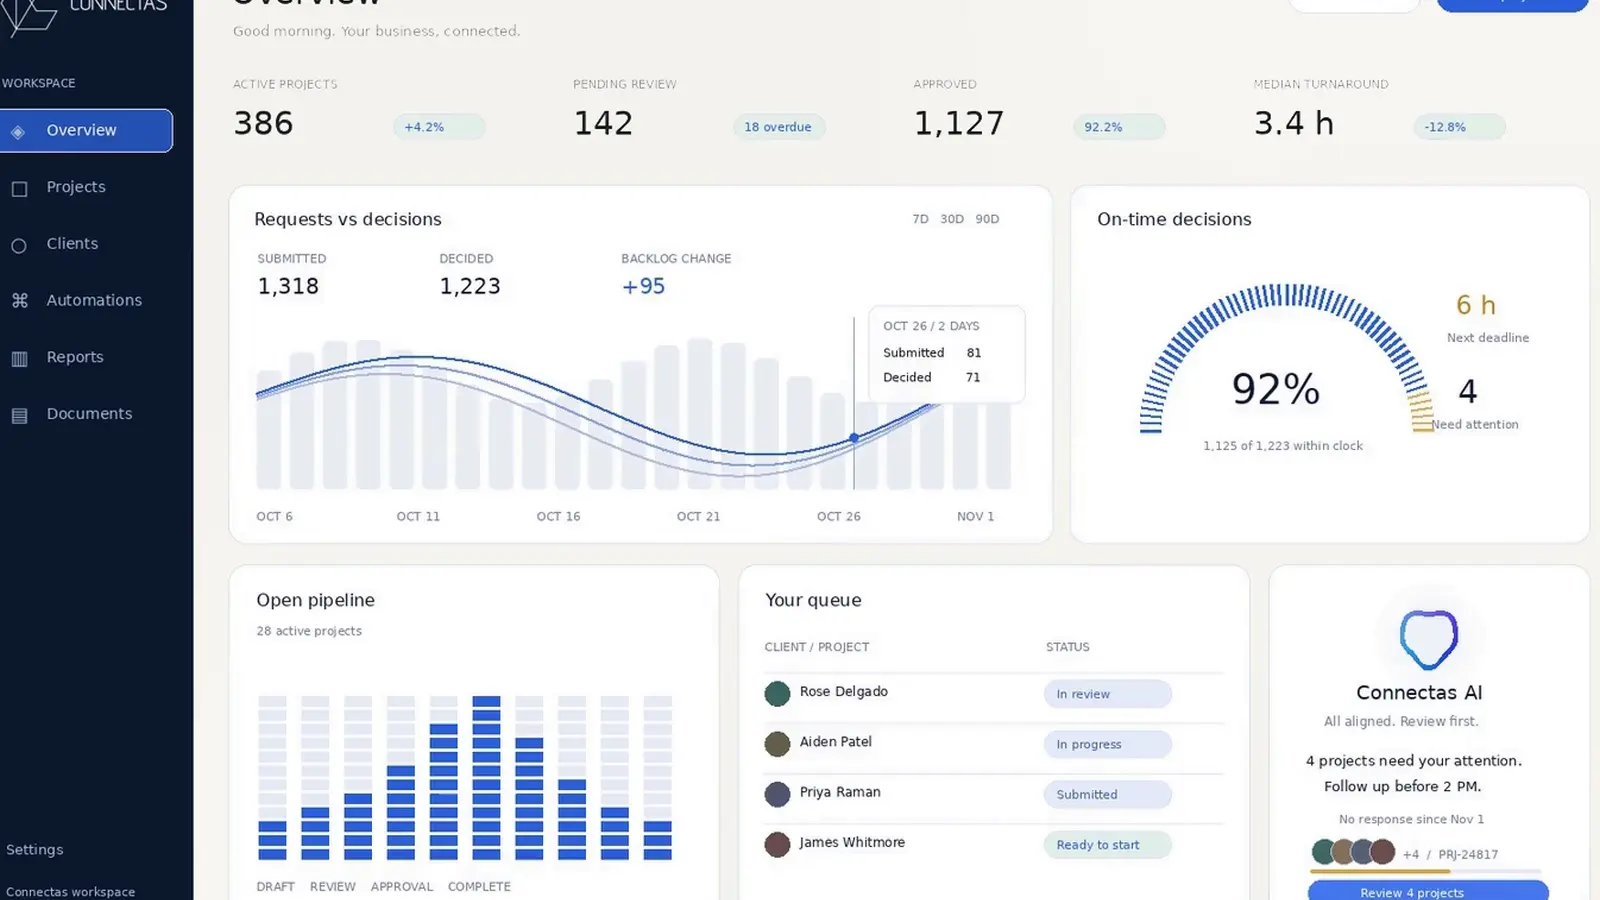 CONNECTAS
WORKSPACE
Overview
Projects
Clients
Automations
Reports
Documents
Settings
Connectas workspace
Overview
Good morning. Your business, connected.
ACTIVE PROJECTS
386
+4.2%
PENDING REVIEW
142
18 overdue
APPROVED
1,127
92.2%
MEDIAN TURNAROUND
3.4 h
-12.8%
Requests vs decisions
7D 30D 90D
SUBMITTED
1,318
DECIDED
1,223
BACKLOG CHANGE
+95
OCT 26 / 2 DAYS
Submitted 81
Decided 71
OCT 6 OCT 11 OCT 16 OCT 21 OCT 26 NOV 1
On-time decisions
92%
1,125 of 1,223 within clock
6 h
Next deadline
4
Need attention
Open pipeline
28 active projects
DRAFT REVIEW APPROVAL COMPLETE
Your queue
CLIENT / PROJECT STATUS
Rose Delgado In review
Aiden Patel In progress
Priya Raman Submitted
James Whitmore Ready to start
Connectas AI
All aligned. Review first.
4 projects need your attention.
Follow up before 2 PM.
No response since Nov 1
+4 / PRJ-24817
Review 4 projects